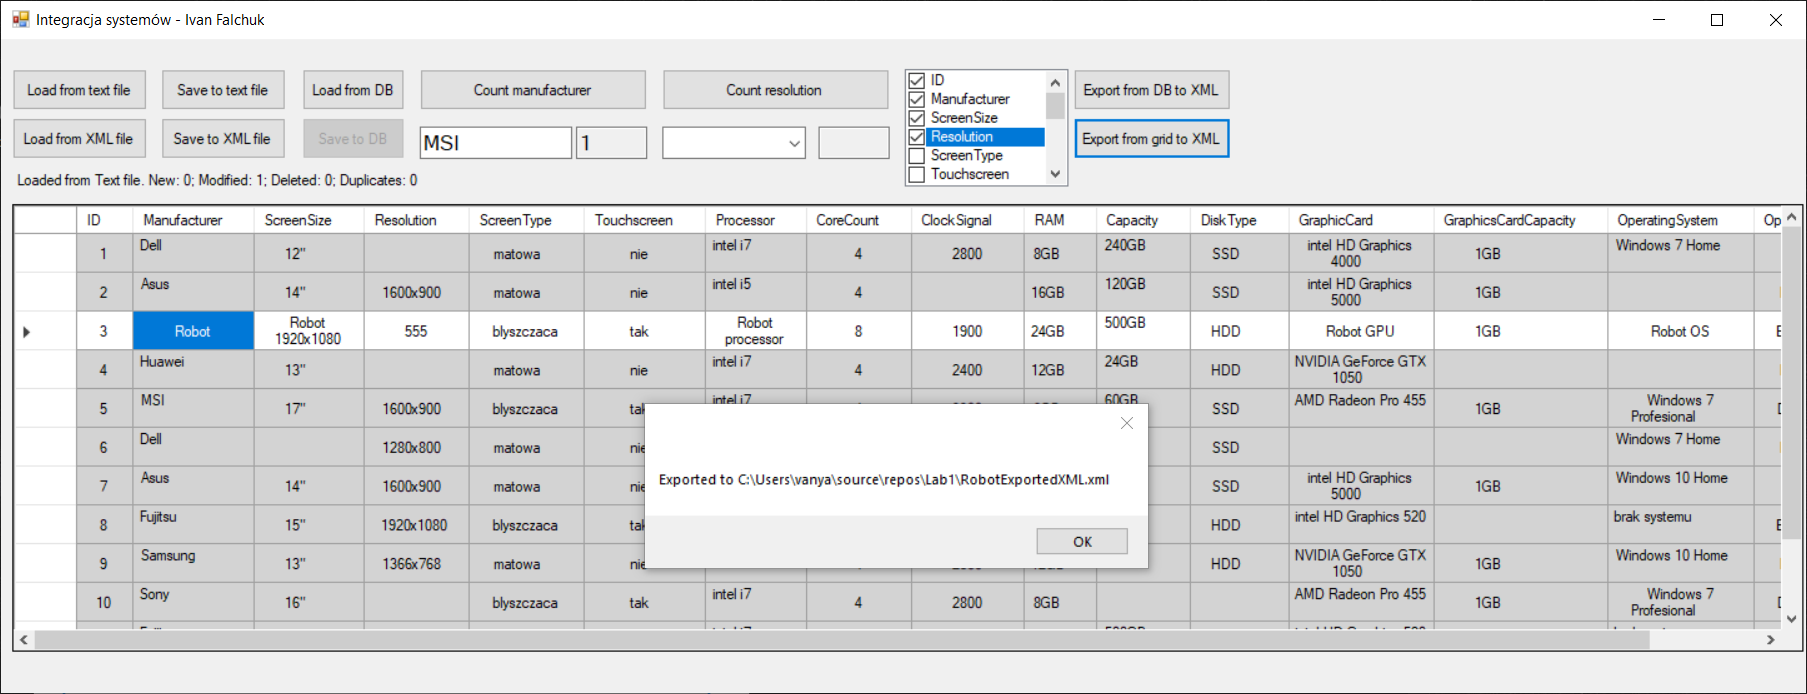 Integracja systemów - Ivan Falchuk
Load from text file Save to text file Load from DB Count manufacturer Count resolution
Load from XML file Save to XML file Save to DB MSI 1
ID
Manufacturer
ScreenSize
Resolution
ScreenType
Touchscreen
Export from DB to XML
Export from grid to XML
Loaded from Text file. New: 0; Modified: 1; Deleted: 0; Duplicates: 0
ID Manufacturer ScreenSize Resolution ScreenType Touchscreen Processor CoreCount ClockSignal RAM Capacity DiskType GraphicCard GraphicsCardCapacity OperatingSystem Op
1 Dell 12" matowa nie intel i7 4 2800 8GB 240GB SSD intel HD Graphics 4000 1GB Windows 7 Home
2 Asus 14" 1600x900 matowa nie intel i5 4 16GB 120GB SSD intel HD Graphics 5000 1GB
3 Robot Robot 1920x1080 555 blyszczaca tak Robot processor 8 1900 24GB 500GB HDD Robot GPU 1GB Robot OS
4 Huawei 13" matowa nie intel i7 4 2400 12GB 24GB HDD NVIDIA GeForce GTX 1050
5 MSI 17" 1600x900 blyszczaca tak intel i7 60GB SSD AMD Radeon Pro 455 1GB Windows 7 Profesional
6 Dell 1280x800 matowa nie SSD Windows 7 Home
7 Asus 14" 1600x900 matowa nie SSD intel HD Graphics 5000 1GB Windows 10 Home
8 Fujitsu 15" 1920x1080 blyszczaca tak HDD intel HD Graphics 520 brak systemu
9 Samsung 13" 1366x768 matowa nie HDD NVIDIA GeForce GTX 1050 1GB Windows 10 Home
10 Sony 16" blyszczaca tak intel i7 4 2800 8GB AMD Radeon Pro 455 1GB Windows 7 Profesional
Exported to C:\Users\vanya\source\repos\Lab1\RobotExportedXML.xml
OK